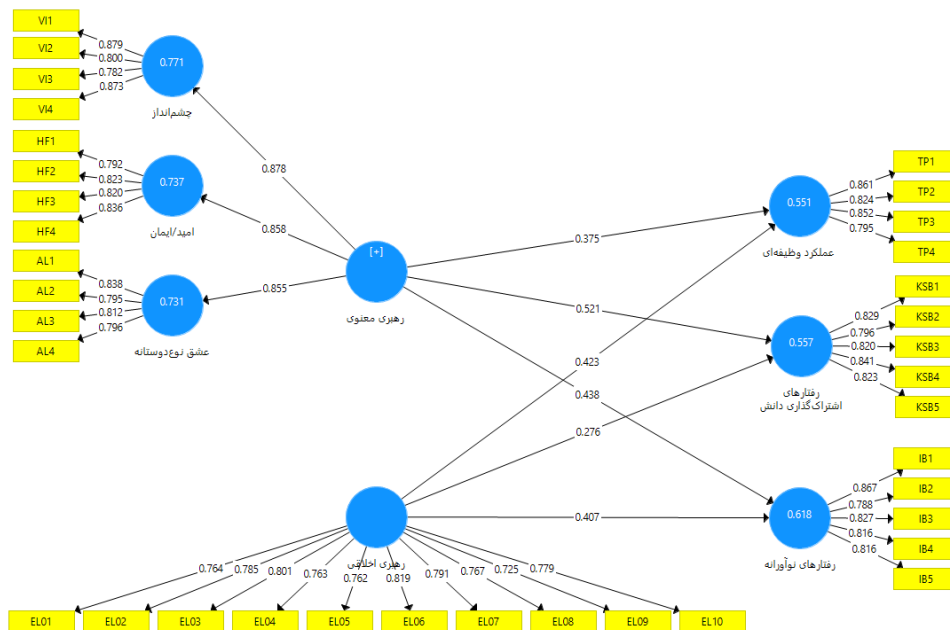 VI1
VI2
VI3
VI4
0.879
0.800
0.782
0.873
0.771
چشم‌انداز
HF1
HF2
HF3
HF4
0.792
0.823
0.820
0.836
0.737
امید/ایمان
AL1
AL2
AL3
AL4
0.838
0.795
0.812
0.796
0.731
عشق نوع‌دوستانه
0.878
0.858
0.855
[+]
رهبری معنوی
0.375
0.521
0.423
0.438
0.276
0.407
0.551
عملکرد وظیفه‌ای
0.861
0.824
0.852
0.795
TP1
TP2
TP3
TP4
0.557
رفتارهای
اشتراک‌گذاری دانش
0.829
0.796
0.820
0.841
0.823
KSB1
KSB2
KSB3
KSB4
KSB5
0.618
رفتارهای نوآورانه
0.867
0.788
0.827
0.816
0.816
IB1
IB2
IB3
IB4
IB5
رهبری اخلاقی
0.764
0.785
0.801
0.763
0.762
0.819
0.791
0.767
0.725
0.779
EL01
EL02
EL03
EL04
EL05
EL06
EL07
EL08
EL09
EL10